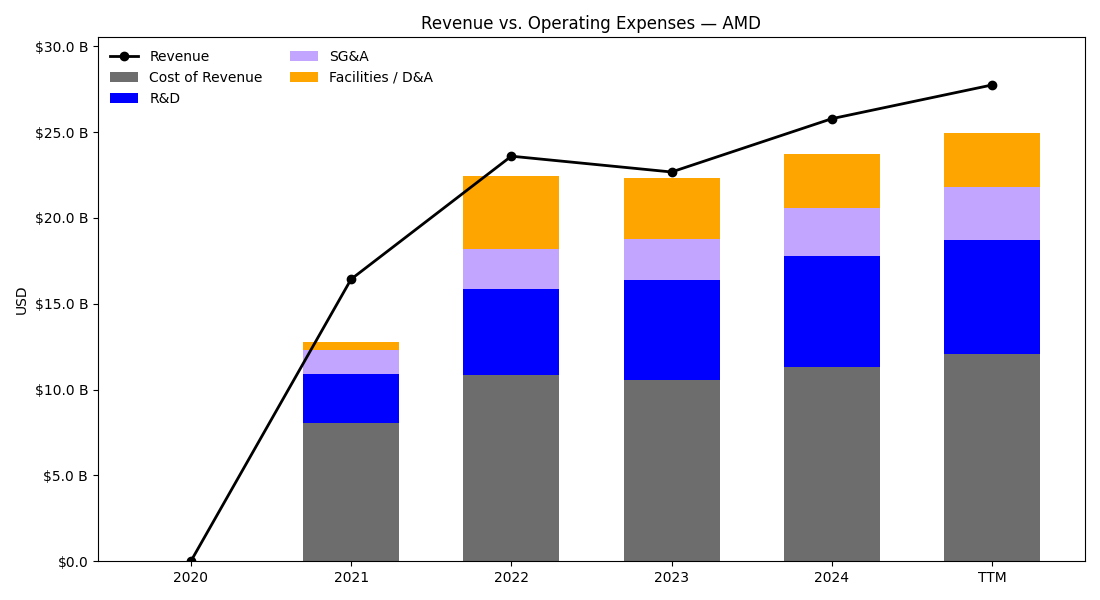 Revenue vs. Operating Expenses — AMD
Revenue
Cost of Revenue
R&D
SG&A
Facilities / D&A
USD
$30.0 B
$25.0 B
$20.0 B
$15.0 B
$10.0 B
$5.0 B
$0.0
2020 2021 2022 2023 2024 TTM